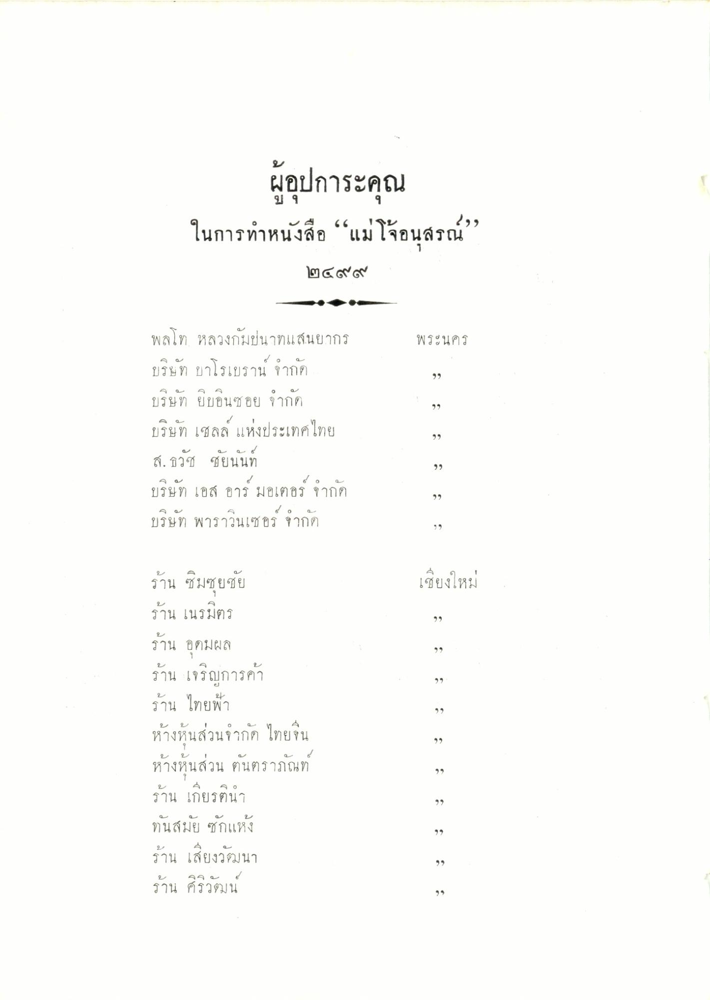 ผู้อุปการะคุณ
ในการทำหนังสือ “แม่โจ้อนุสรณ์”
๒๔๙๙
พลโท หลวงกัมปนาทแสนยากร พระนคร
บริษัท บาโรเบราน์ จำกัด ,,
บริษัท ยิบอินซอย จำกัด ,,
บริษัท เชลล์ แห่งประเทศไทย ,,
ส. ธวัช ชัยนันท์ ,,
บริษัท เอส อาร์ มอเตอร์ จำกัด ,,
บริษัท พาราวินเซอร์ จำกัด ,,
ร้าน ซิมซุยชัย เชียงใหม่
ร้าน เนรมิตร ,,
ร้าน อุดมผล ,,
ร้าน เจริญการค้า ,,
ร้าน ไทยฟ้า ,,
ห้างหุ้นส่วนจำกัด ไทยจีน ,,
ห้างหุ้นส่วน ตันตราภัณฑ์ ,,
ร้าน เกียรตินำ ,,
ทันสมัย ซักแห้ง ,,
ร้าน เสียงวัฒนา ,,
ร้าน ศิริวัฒน์ ,,